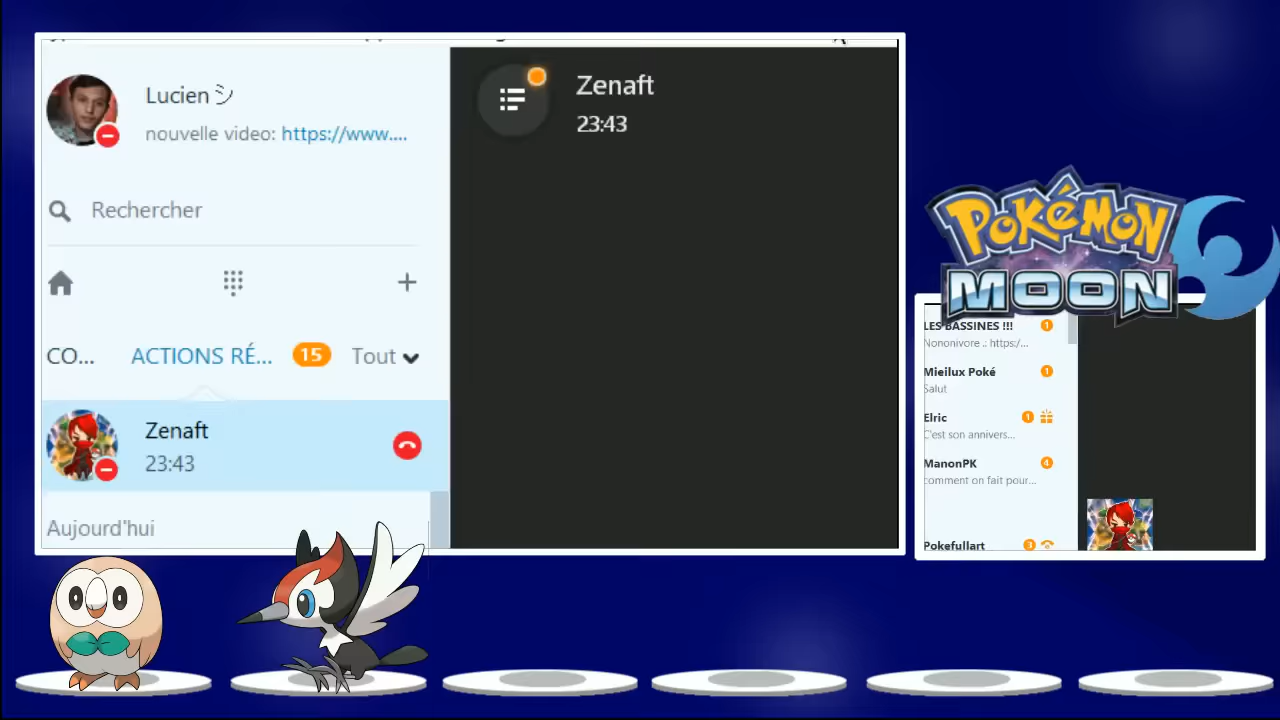 Lucien シ
nouvelle video: https://www....
Rechercher
CO...
ACTIONS RÉ...
15
Tout
Zenaft
23:43
Aujourd'hui
Zenaft
23:43
POKéMON
MOON
LES BASSINES !!!
1
Nononivore .: https:/...
Mieilux Poké
1
Salut
Elric
1
C'est son annivers...
ManonPK
4
comment on fait pour...
Pokefullart
3